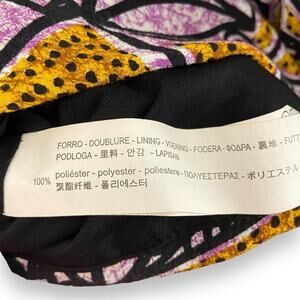 FORRO - DOUBLURE - LINING - VOERING - FODERA - ΦΟΔΡΑ - 裏地 - FUTT
PODLOGA - 里料 - 안감 - LAPISAN
100% poliéster - polyester - poliestere - ΠΟΛΥΕΣΤΕΡΑΣ - ポリエステル
聚酯纤维 - 폴리에스터